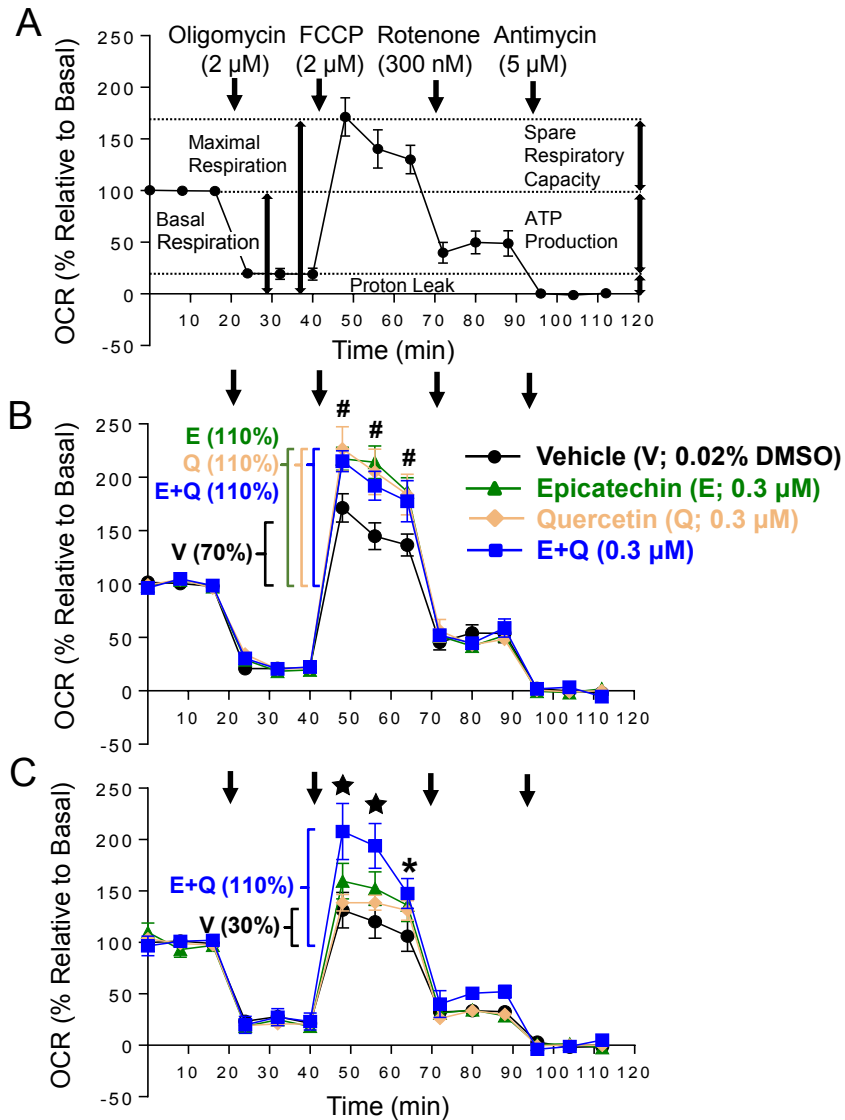 A
Oligomycin FCCP Rotenone Antimycin
(2 µM) (2 µM) (300 nM) (5 µM)
OCR (% Relative to Basal)
250
200
150
100
50
0
-50
Maximal
Respiration
Basal
Respiration
Spare
Respiratory
Capacity
ATP
Production
Proton Leak
10 20 30 40 50 60 70 80 90 100 110 120
Time (min)
B
OCR (% Relative to Basal)
250
200
150
100
50
0
-50
E (110%)
Q (110%)
E+Q (110%)
V (70%)
# # #
Vehicle (V; 0.02% DMSO)
Epicatechin (E; 0.3 µM)
Quercetin (Q; 0.3 µM)
E+Q (0.3 µM)
10 20 30 40 50 60 70 80 90 100 110 120
C
OCR (% Relative to Basal)
250
200
150
100
50
0
-50
★ ★ *
E+Q (110%)
V (30%)
10 20 30 40 50 60 70 80 90 100 110 120
Time (min)